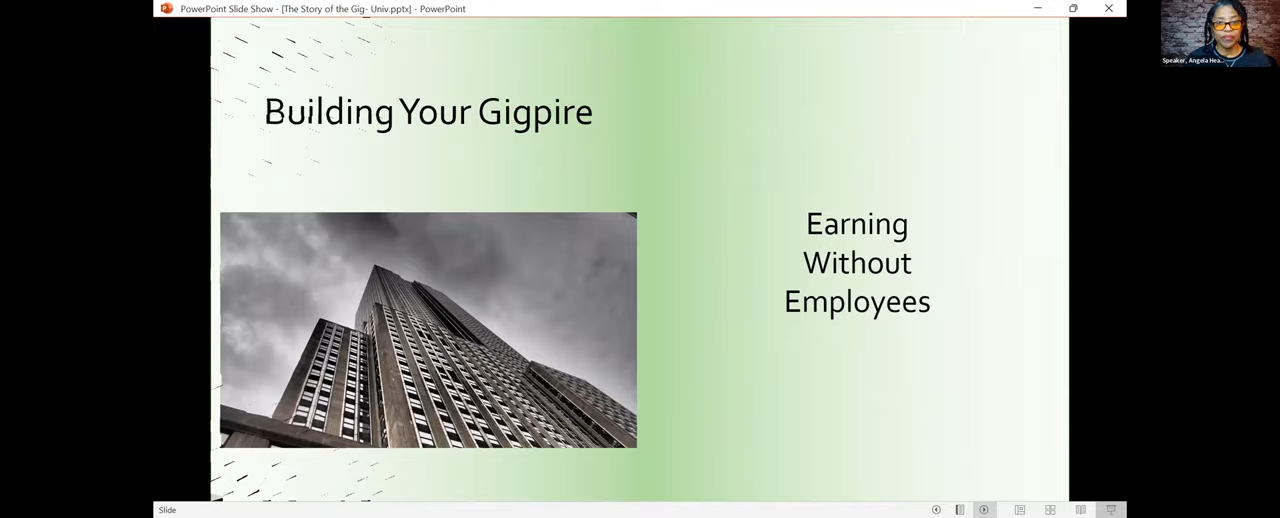 PowerPoint Slide Show - [The Story of the Gig- Univ.pptx] - PowerPoint
Speaker, Angela Hea...
Building Your Gigpire
Earning
Without
Employees
Slide